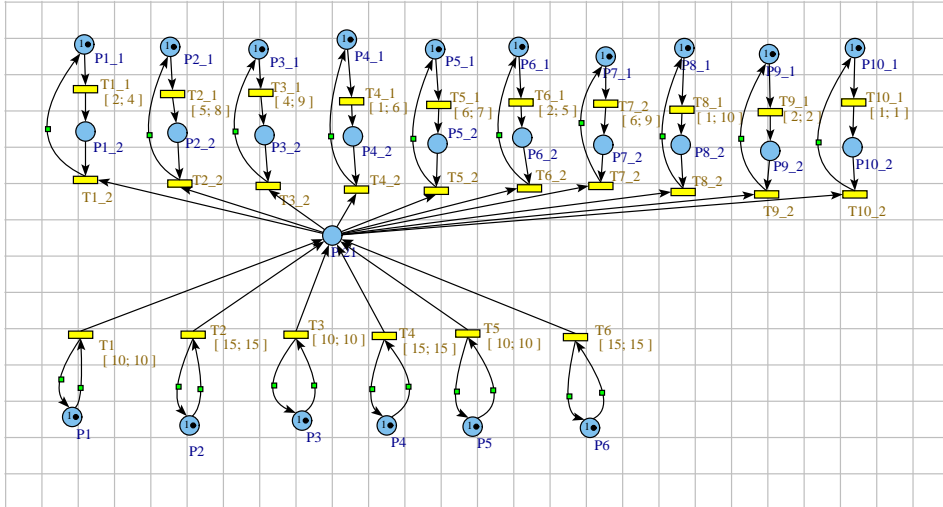 1
P1_1
T1_1
[ 2; 4 ]
P1_2
T1_2
1
P2_1
T2_1
[ 5; 8 ]
P2_2
T2_2
1
P3_1
T3_1
[ 4; 9 ]
P3_2
T3_2
1
P4_1
T4_1
[ 1; 6 ]
P4_2
T4_2
1
P5_1
T5_1
[ 6; 7 ]
P5_2
T5_2
1
P6_1
T6_1
[ 2; 5 ]
P6_2
T6_2
1
P7_1
T7_2
[ 6; 9 ]
P7_2
T7_2
1
P8_1
T8_1
[ 1; 10 ]
P8_2
T8_2
1
P9_1
T9_1
[ 2; 2 ]
P9_2
T9_2
1
P10_1
T10_1
[ 1; 1 ]
P10_2
T10_2
T1
[ 10; 10 ]
1
P1
T2
[ 15; 15 ]
1
P2
T3
[ 10; 10 ]
1
P3
T4
[ 15; 15 ]
1
P4
T5
[ 10; 10 ]
1
P5
T6
[ 15; 15 ]
1
P6